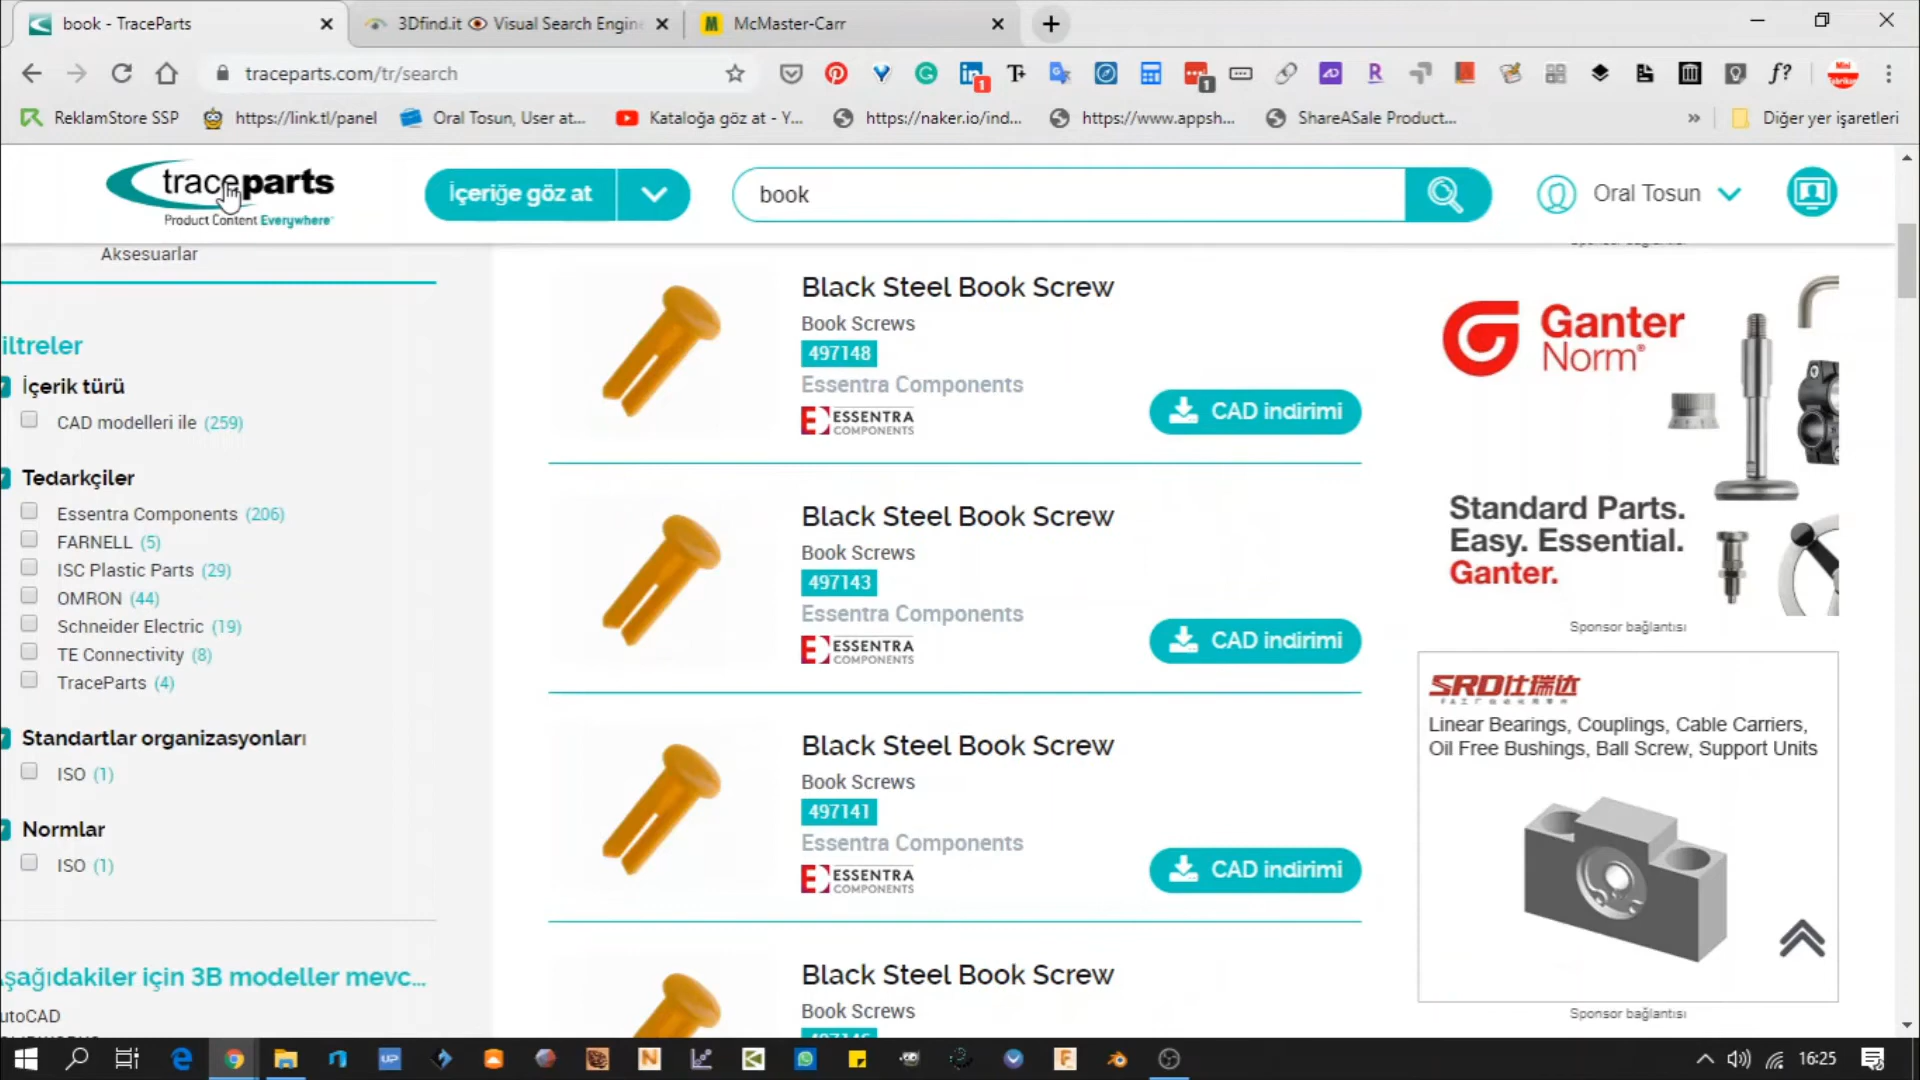 book - TraceParts
3Dfind.it Visual Search Engin
McMaster-Carr
traceparts.com/tr/search
ReklamStore SSP
https://link.tl/panel
Oral Tosun, User at...
Kataloğa göz at - Y...
https://naker.io/ind...
https://www.appsh...
ShareASale Product...
Diğer yer işaretleri
traceparts
Product Content Everywhere
İçeriğe göz at
book
Oral Tosun
Aksesuarlar
iltreler
İçerik türü
CAD modelleri ile (259)
Tedarkçiler
Essentra Components (206)
FARNELL (5)
ISC Plastic Parts (29)
OMRON (44)
Schneider Electric (19)
TE Connectivity (8)
TraceParts (4)
Standartlar organizasyonları
ISO (1)
Normlar
ISO (1)
şağıdakiler için 3B modeller mevc...
utoCAD
Black Steel Book Screw
Book Screws
497148
Essentra Components
ESSENTRA
COMPONENTS
CAD indirimi
Black Steel Book Screw
Book Screws
497143
Essentra Components
ESSENTRA
COMPONENTS
CAD indirimi
Black Steel Book Screw
Book Screws
497141
Essentra Components
ESSENTRA
COMPONENTS
CAD indirimi
Black Steel Book Screw
Book Screws
Ganter
Norm®
Standard Parts.
Easy. Essential.
Ganter.
Sponsor bağlantısı
SRD仕瑞达
Linear Bearings, Couplings, Cable Carriers,
Oil Free Bushings, Ball Screw, Support Units
Sponsor bağlantısı
16:25